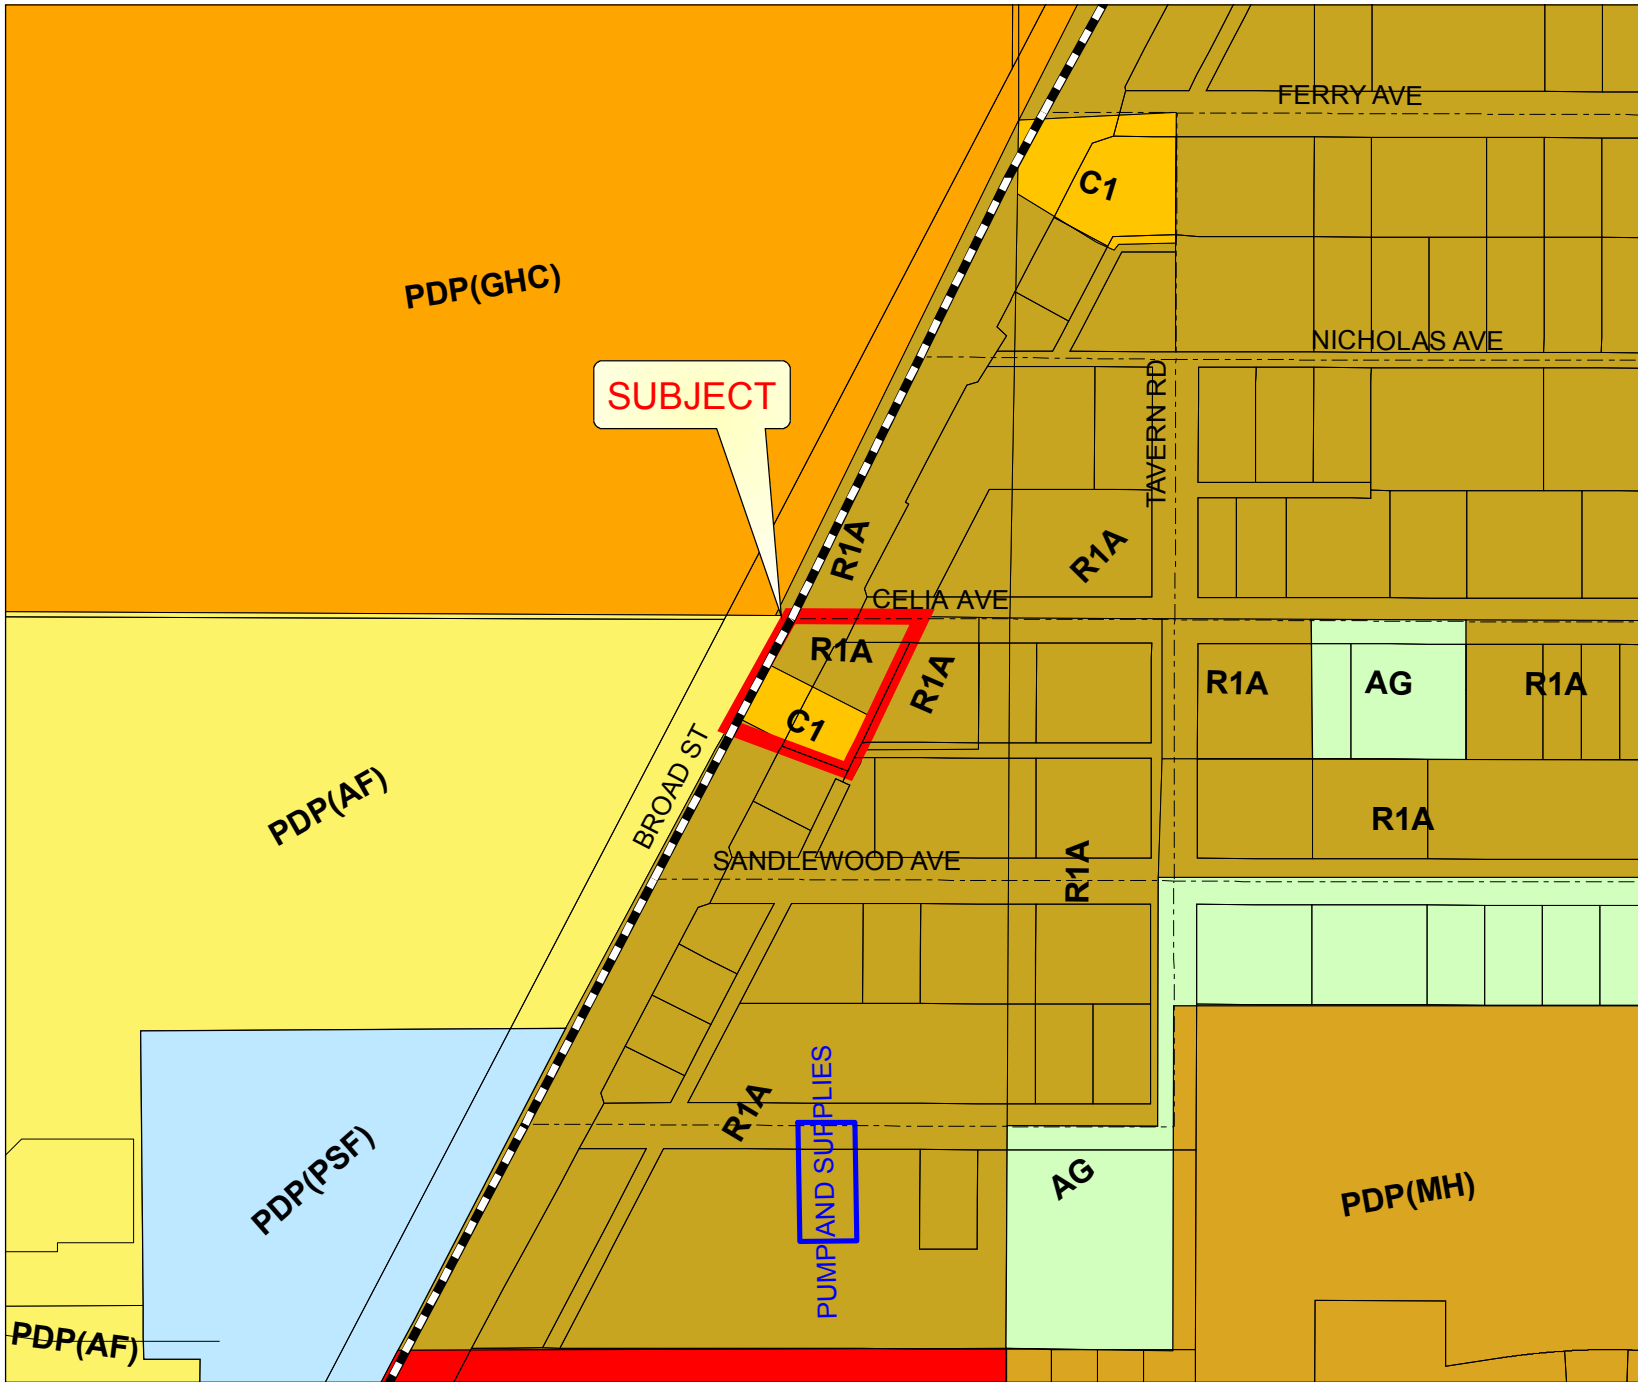 FERRY AVE
C1
PDP(GHC)
NICHOLAS AVE
SUBJECT
TAVERN RD
R1A
R1A
CELIA AVE
R1A
R1A
R1A
AG
R1A
C1
BROAD ST
PDP(AF)
R1A
SANDLEWOOD AVE
R1A
R1A
PUMP AND SUPPLIES
PDP(PSF)
AG
PDP(MH)
PDP(AF)